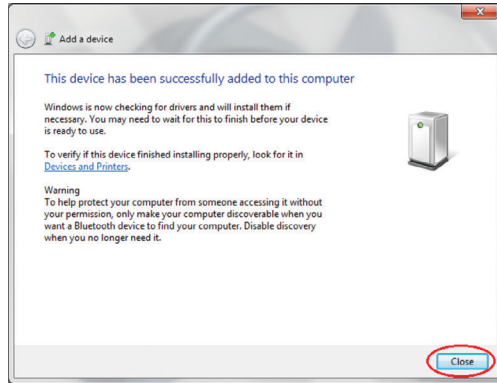 Add a device
This device has been successfully added to this computer
Windows is now checking for drivers and will install them if
necessary. You may need to wait for this to finish before your device
is ready to use.
To verify if this device finished installing properly, look for it in
Devices and Printers.
Warning
To help protect your computer from someone accessing it without
your permission, only make your computer discoverable when you
want a Bluetooth device to find your computer. Disable discovery
when you no longer need it.
Close